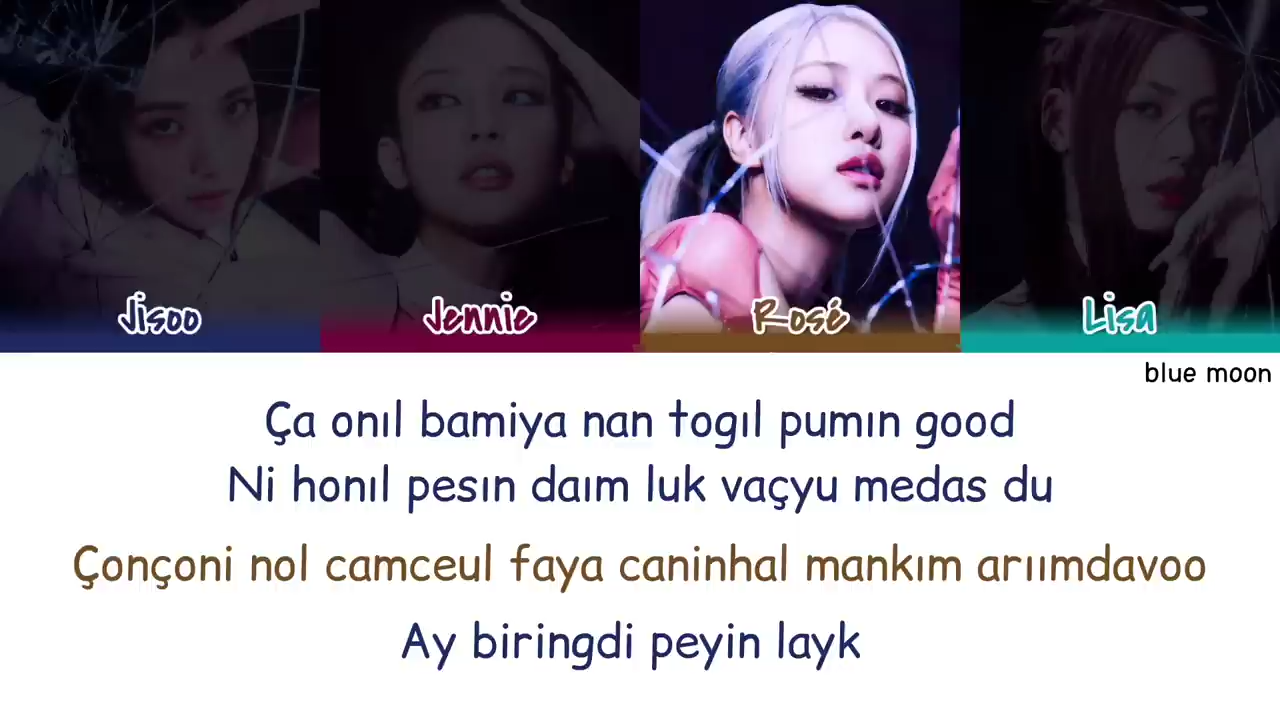 Jisoo
Jennie
Rosé
Lisa
blue moon
Ça onıl bamiya nan togıl pumın good
Ni honıl pesın daım luk vaçyu medas du
Çonçoni nol camceul faya caninhal mankım arıımdavoo
Ay biringdi peyin layk